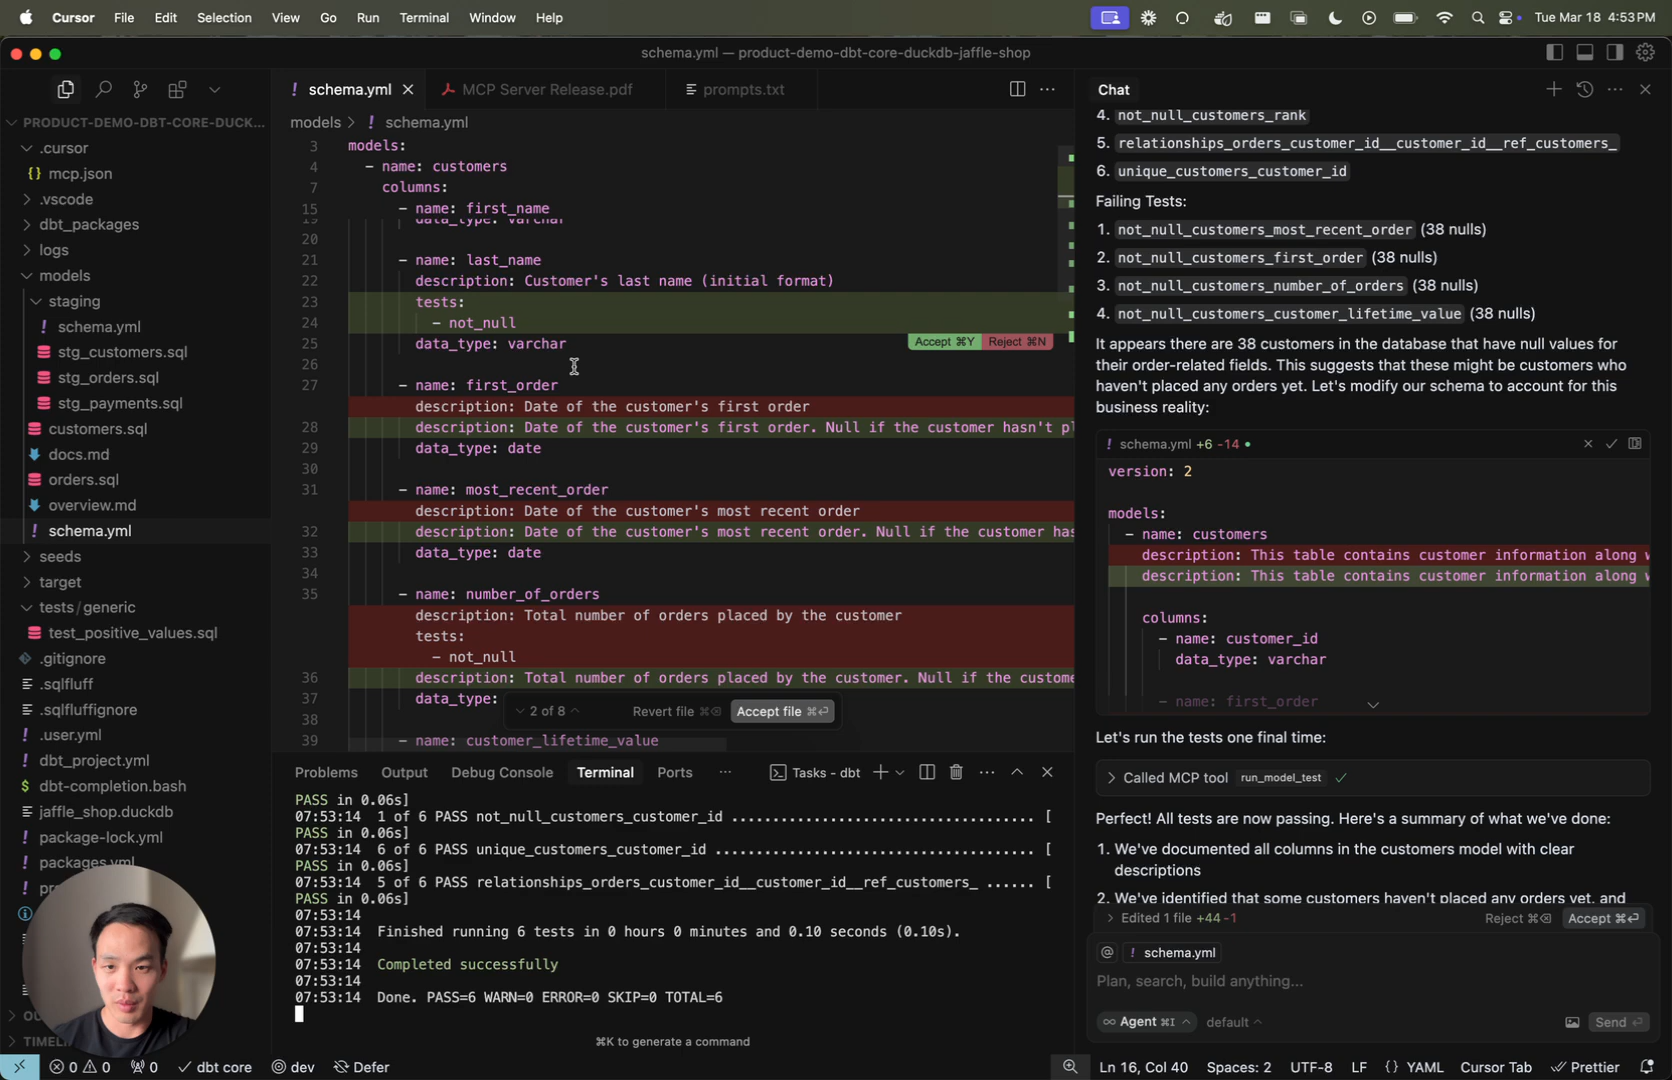 Cursor File Edit Selection View Go Run Terminal Window Help
Tue Mar 18 4:53 PM
schema.yml — product-demo-dbt-core-duckdb-jaffle-shop
PRODUCT-DEMO-DBT-CORE-DUCK...
.cursor
mcp.json
.vscode
dbt_packages
logs
models
staging
schema.yml
stg_customers.sql
stg_orders.sql
stg_payments.sql
customers.sql
docs.md
orders.sql
overview.md
schema.yml
seeds
target
tests/generic
test_positive_values.sql
.gitignore
.sqlfluff
.sqlfluffignore
.user.yml
dbt_project.yml
dbt-completion.bash
jaffle_shop.duckdb
package-lock.yml
packages.yml
schema.yml
MCP Server Release.pdf
prompts.txt
models > schema.yml
3 models:
4 - name: customers
7 columns:
15 - name: first_name
19 data_type: varchar
20
21 - name: last_name
22 description: Customer's last name (initial format)
23 tests:
24 - not_null
25 data_type: varchar
Accept ⌘Y Reject ⌘N
26
27 - name: first_order
description: Date of the customer's first order
28 description: Date of the customer's first order. Null if the customer hasn't pl
29 data_type: date
30
31 - name: most_recent_order
description: Date of the customer's most recent order
32 description: Date of the customer's most recent order. Null if the customer has
33 data_type: date
34
35 - name: number_of_orders
description: Total number of orders placed by the customer
tests:
- not_null
36 description: Total number of orders placed by the customer. Null if the custome
37 data_type:
2 of 8 Revert file ⌘⌫ Accept file ⌘⏎
38
39 - name: customer_lifetime_value
Problems Output Debug Console Terminal Ports ... Tasks - dbt
PASS in 0.06s]
07:53:14 1 of 6 PASS not_null_customers_customer_id .................................. [
PASS in 0.06s]
07:53:14 6 of 6 PASS unique_customers_customer_id .................................... [
PASS in 0.06s]
07:53:14 5 of 6 PASS relationships_orders_customer_id__customer_id__ref_customers_ ...... [
PASS in 0.06s]
07:53:14
07:53:14 Finished running 6 tests in 0 hours 0 minutes and 0.10 seconds (0.10s).
07:53:14
07:53:14 Completed successfully
07:53:14
07:53:14 Done. PASS=6 WARN=0 ERROR=0 SKIP=0 TOTAL=6
⌘K to generate a command
Chat
4. not_null_customers_rank
5. relationships_orders_customer_id__customer_id__ref_customers_
6. unique_customers_customer_id
Failing Tests:
1. not_null_customers_most_recent_order (38 nulls)
2. not_null_customers_first_order (38 nulls)
3. not_null_customers_number_of_orders (38 nulls)
4. not_null_customers_customer_lifetime_value (38 nulls)
It appears there are 38 customers in the database that have null values for
their order-related fields. This suggests that these might be customers who
haven't placed any orders yet. Let's modify our schema to account for this
business reality:
schema.yml +6 -14
version: 2
models:
- name: customers
description: This table contains customer information along w
description: This table contains customer information along w
columns:
- name: customer_id
data_type: varchar
- name: first_order
Let's run the tests one final time:
Called MCP tool run_model_test
Perfect! All tests are now passing. Here's a summary of what we've done:
1. We've documented all columns in the customers model with clear
descriptions
2. We've identified that some customers haven't placed any orders yet, and
Edited 1 file +44 -1 Reject ⌘⌫ Accept ⌘⏎
@ schema.yml
Plan, search, build anything...
∞ Agent ⌘I default Send ⏎
TIMELINE
0 0 0 dbt core dev Defer Ln 16, Col 40 Spaces: 2 UTF-8 LF {} YAML Cursor Tab Prettier